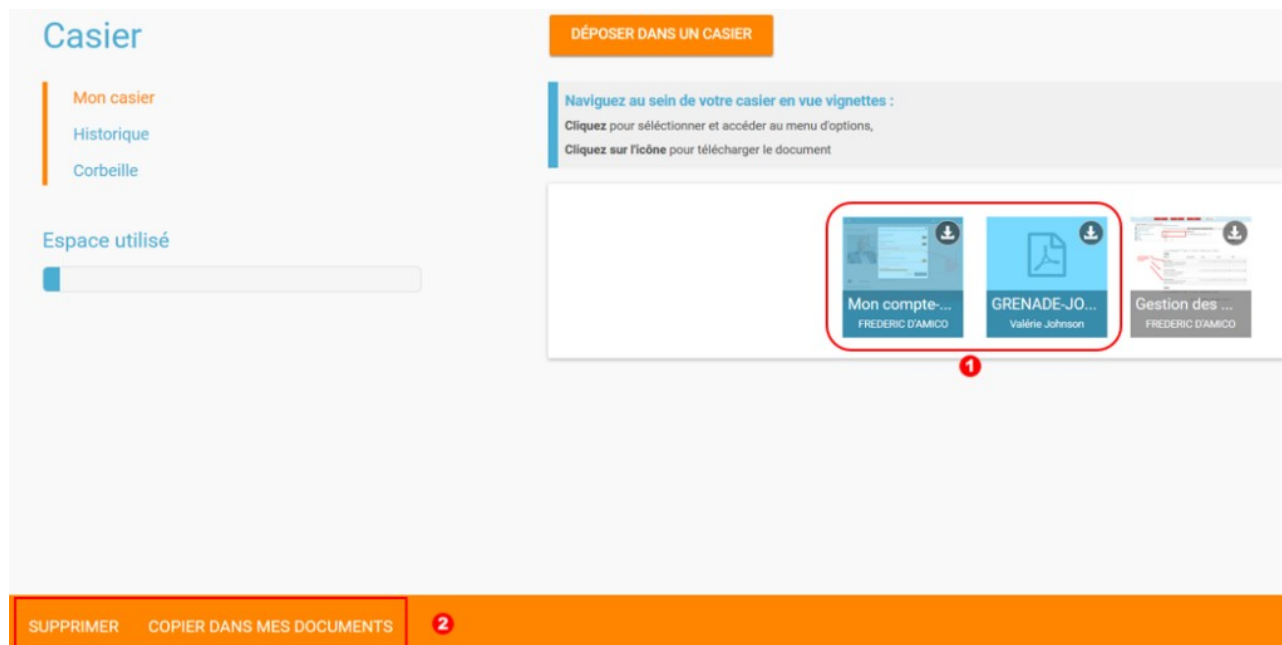 Casier
DÉPOSER DANS UN CASIER
Mon casier
Historique
Corbeille
Naviguez au sein de votre casier en vue vignettes :
Cliquez pour séléctionner et accéder au menu d'options,
Cliquez sur l'icône pour télécharger le document
Espace utilisé
Mon compte-...
FREDERIC D'AMICO
GRENADE-JO...
Valérie Johnson
Gestion des ...
FREDERIC D'AMICO
1
SUPPRIMER COPIER DANS MES DOCUMENTS
2